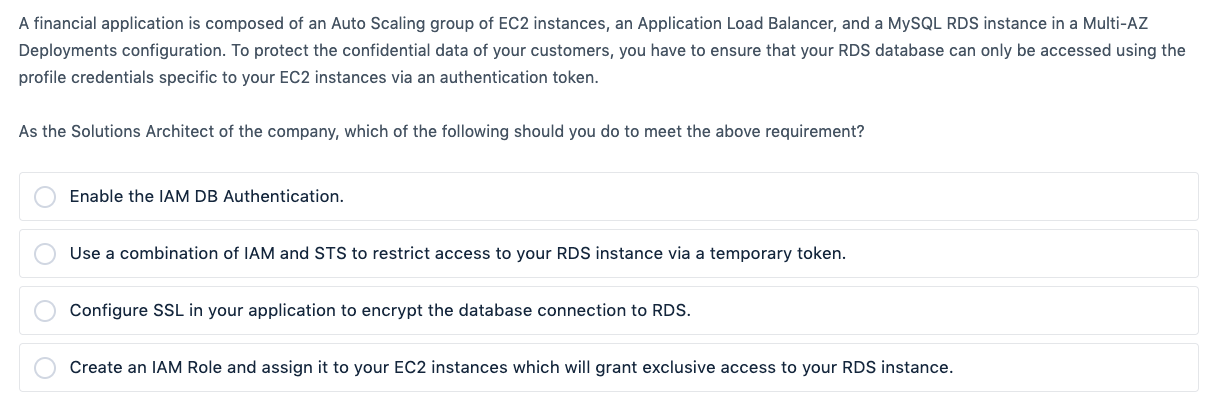 A financial application is composed of an Auto Scaling group of EC2 instances, an Application Load Balancer, and a MySQL RDS instance in a Multi-AZ
Deployments configuration. To protect the confidential data of your customers, you have to ensure that your RDS database can only be accessed using the
profile credentials specific to your EC2 instances via an authentication token.
As the Solutions Architect of the company, which of the following should you do to meet the above requirement?
Enable the IAM DB Authentication.
Use a combination of IAM and STS to restrict access to your RDS instance via a temporary token.
Configure SSL in your application to encrypt the database connection to RDS.
Create an IAM Role and assign it to your EC2 instances which will grant exclusive access to your RDS instance.